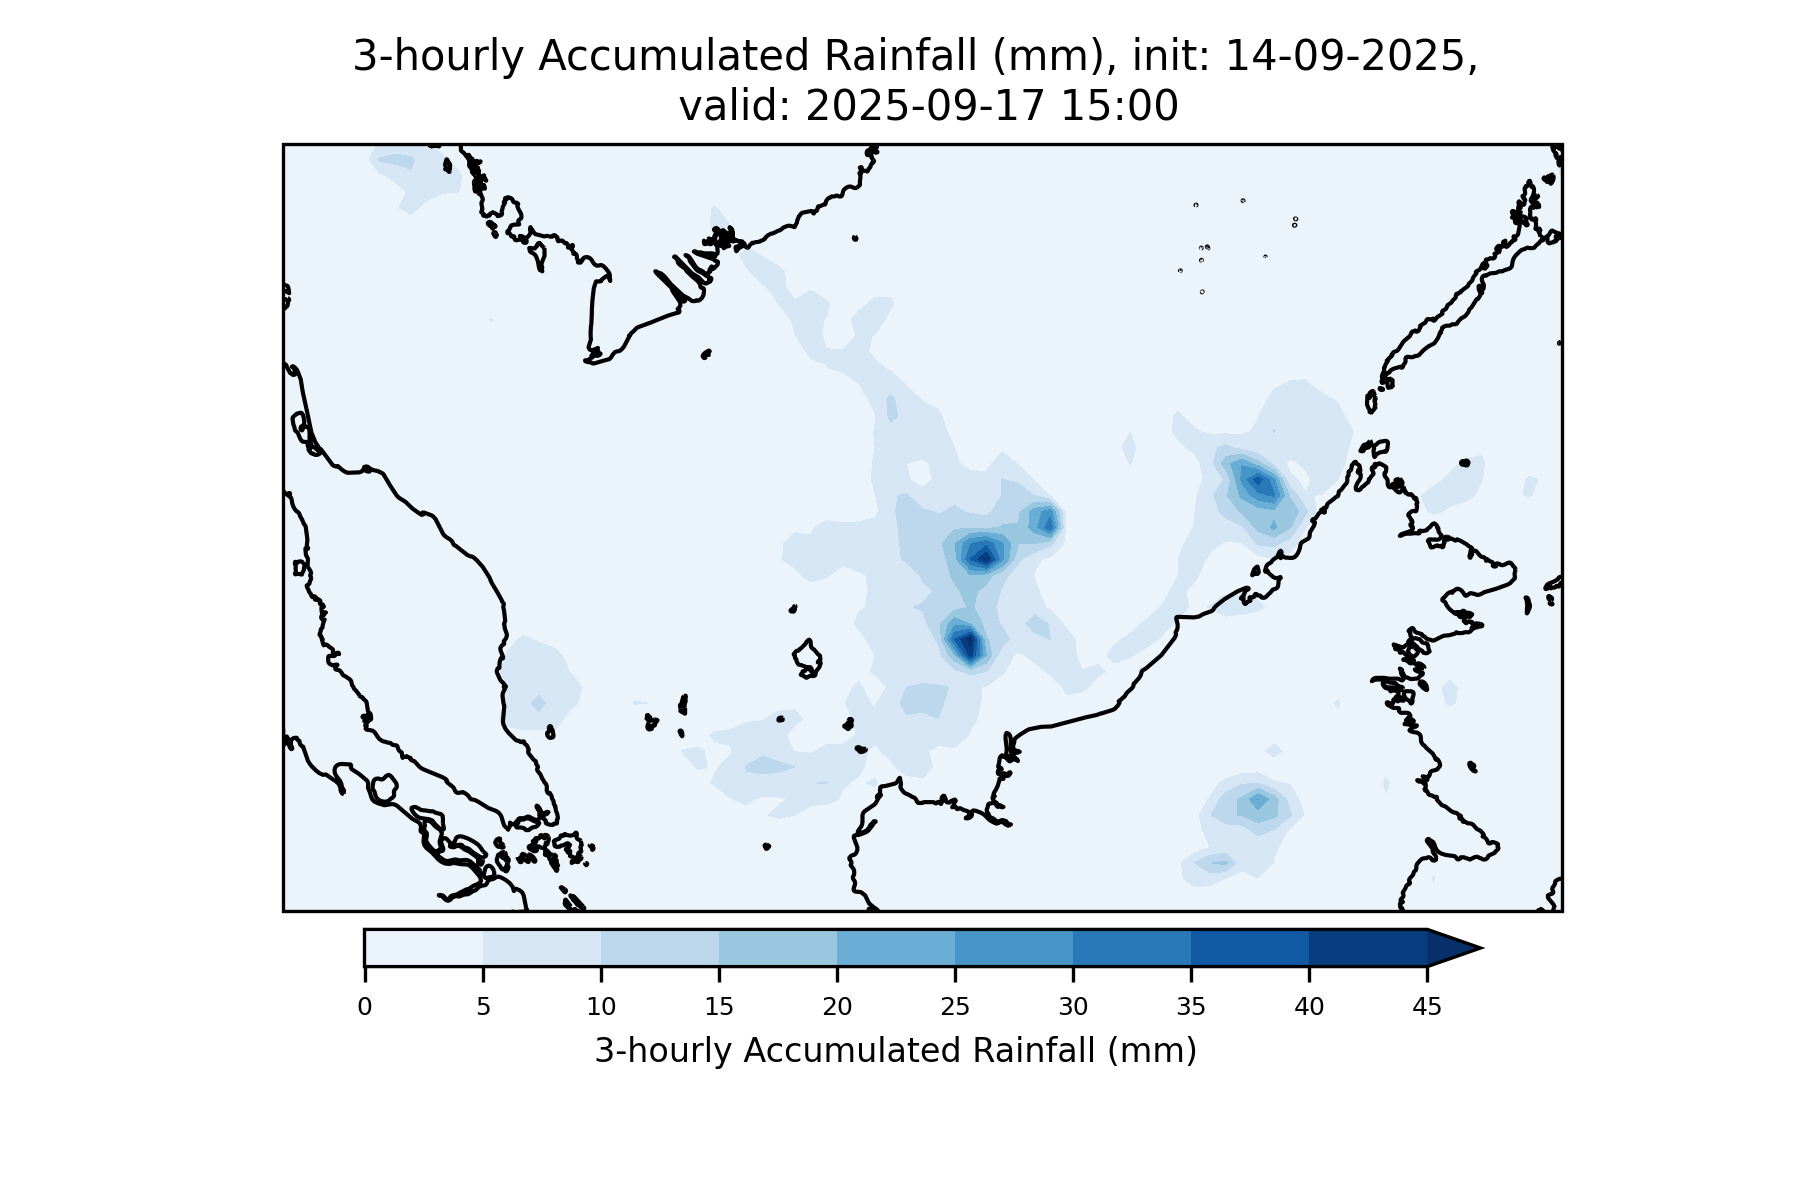 3-hourly Accumulated Rainfall (mm), init: 14-09-2025,
valid: 2025-09-17 15:00
0 5 10 15 20 25 30 35 40 45
3-hourly Accumulated Rainfall (mm)